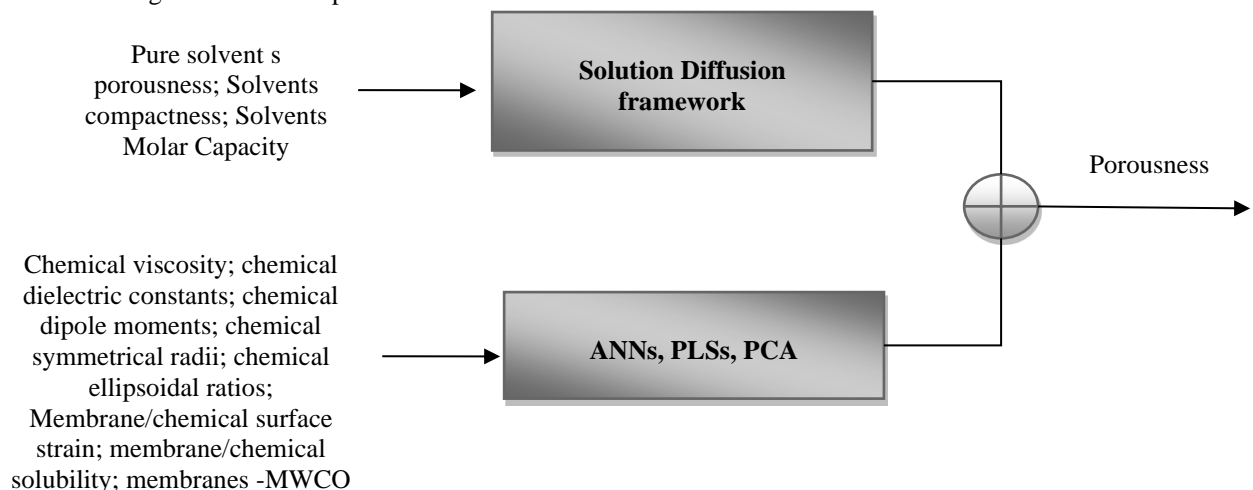 Pure solvent s
porousness; Solvents
compactness; Solvents
Molar Capacity
Solution Diffusion
framework
Porousness
Chemical viscosity; chemical
dielectric constants; chemical
dipole moments; chemical
symmetrical radii; chemical
ellipsoidal ratios;
Membrane/chemical surface
strain; membrane/chemical
solubility; membranes -MWCO
ANNs, PLSs, PCA